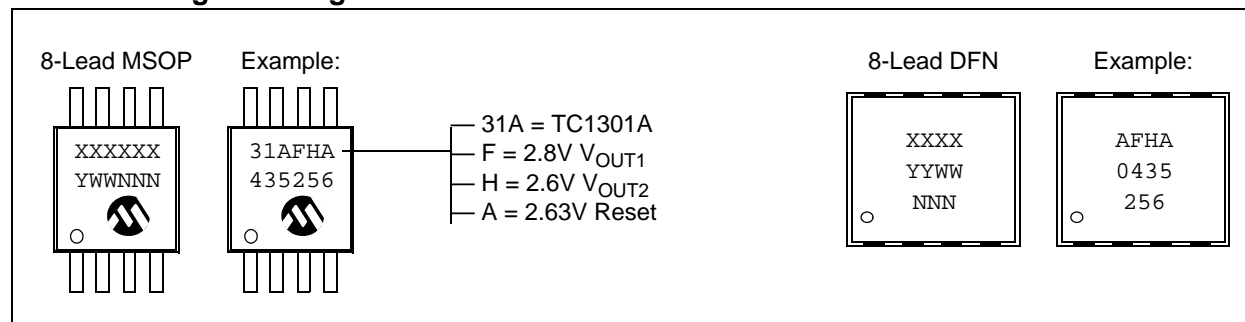 8-Lead MSOP
Example:
XXXXXX
YWWNNN
31AFHA
435256
31A = TC1301A
F = 2.8V VOUT1
H = 2.6V VOUT2
A = 2.63V Reset
8-Lead DFN
Example:
XXXX
YYWW
NNN
AFHA
0435
256